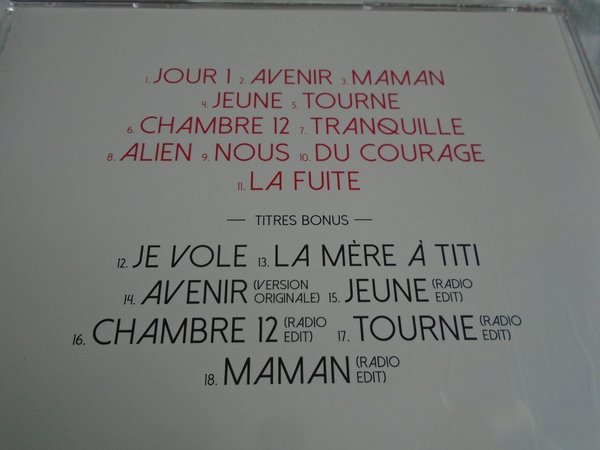 1. JOUR 1 2. AVENIR 3. MAMAN
4. JEUNE 5. TOURNE
6. CHAMBRE 12 7. TRANQUILLE
8. ALIEN 9. NOUS 10. DU COURAGE
11. LA FUITE
— TITRES BONUS —
12. JE VOLE 13. LA MÈRE À TITI
14. AVENIR (VERSION ORIGINALE) 15. JEUNE (RADIO EDIT)
16. CHAMBRE 12 (RADIO EDIT) 17. TOURNE (RADIO EDIT)
18. MAMAN (RADIO EDIT)